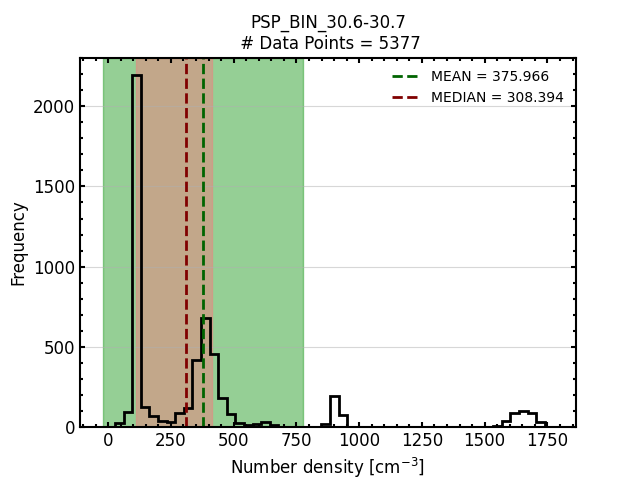 PSP_BIN_30.6-30.7
# Data Points = 5377
MEAN = 375.966
MEDIAN = 308.394
2000
1500
1000
500
0
Frequency
0 250 500 750 1000 1250 1500 1750
Number density [cm⁻³]